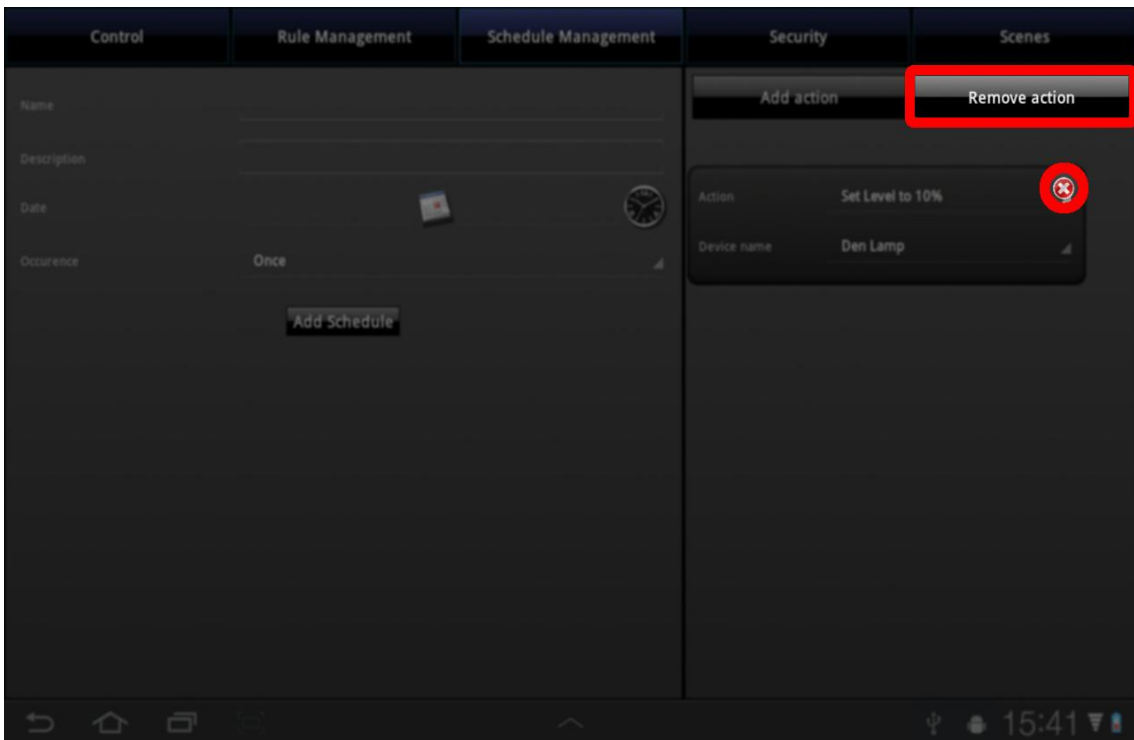 Control Rule Management Schedule Management Security Scenes
Add action Remove action
Name
Description
Date
Occurence Once
Add Schedule
Action Set Level to 10%
Device name Den Lamp
15:41